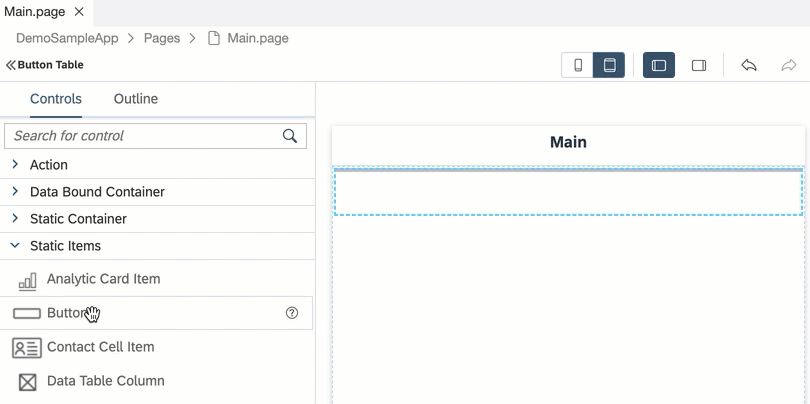 Main.page
DemoSampleApp > Pages > Main.page
Button Table
Controls Outline
Search for control
Main
Action
Data Bound Container
Static Container
Static Items
Analytic Card Item
Button
Contact Cell Item
Data Table Column